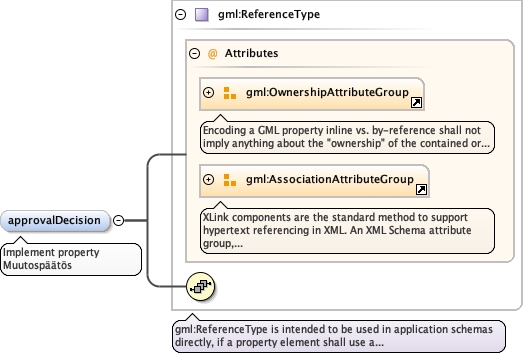 gml:ReferenceType
@ Attributes
gml:OwnershipAttributeGroup
Encoding a GML property inline vs. by-reference shall not
imply anything about the "ownership" of the contained or...
gml:AssociationAttributeGroup
XLink components are the standard method to support
hypertext referencing in XML. An XML Schema attribute
group,...
approvalDecision
Implement property
Muutospäätös
gml:ReferenceType is intended to be used in application schemas
directly, if a property element shall use a...